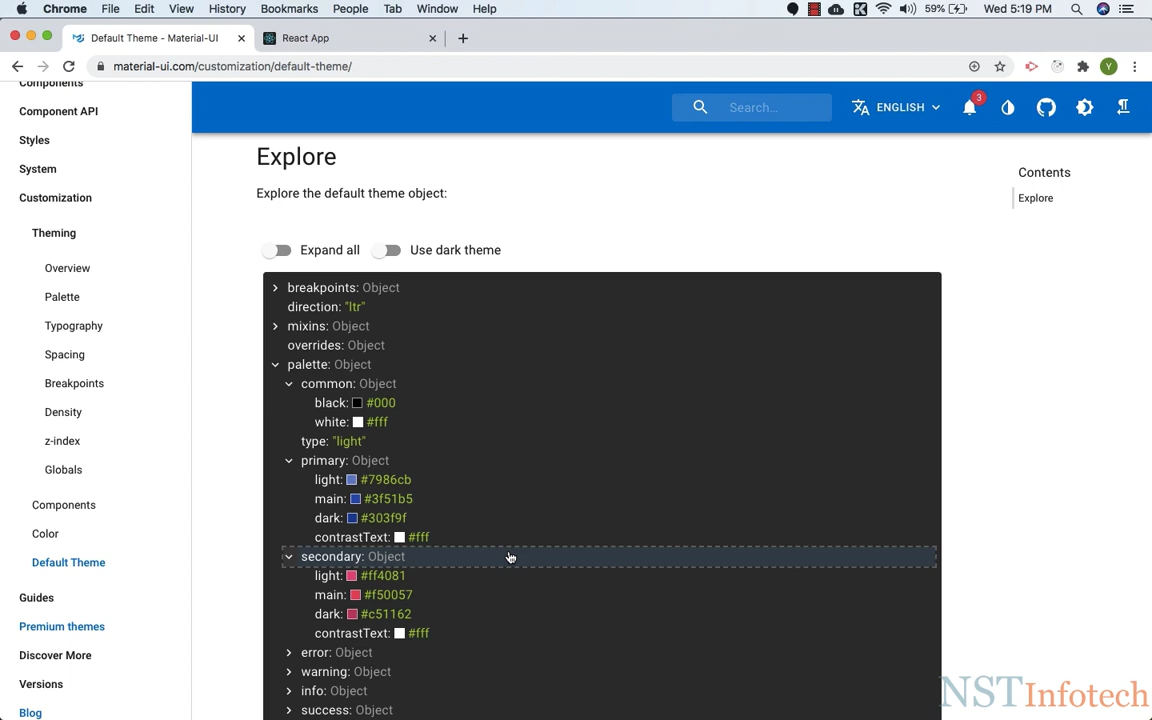 Chrome File Edit View History Bookmarks People Tab Window Help 59% Wed 5:19 PM
Default Theme - Material-UI React App
material-ui.com/customization/default-theme/ Y
Components
Component API
Styles
System
Customization
Theming
Overview
Palette
Typography
Spacing
Breakpoints
Density
z-index
Globals
Components
Color
Default Theme
Guides
Premium themes
Discover More
Versions
Blog
Search… ENGLISH 3
Explore
Explore the default theme object:
Expand all Use dark theme
breakpoints: Object
direction: "ltr"
mixins: Object
overrides: Object
palette: Object
common: Object
black: #000
white: #fff
type: "light"
primary: Object
light: #7986cb
main: #3f51b5
dark: #303f9f
contrastText: #fff
secondary: Object
light: #ff4081
main: #f50057
dark: #c51162
contrastText: #fff
error: Object
warning: Object
info: Object
success: Object
Contents
Explore
NSTInfotech